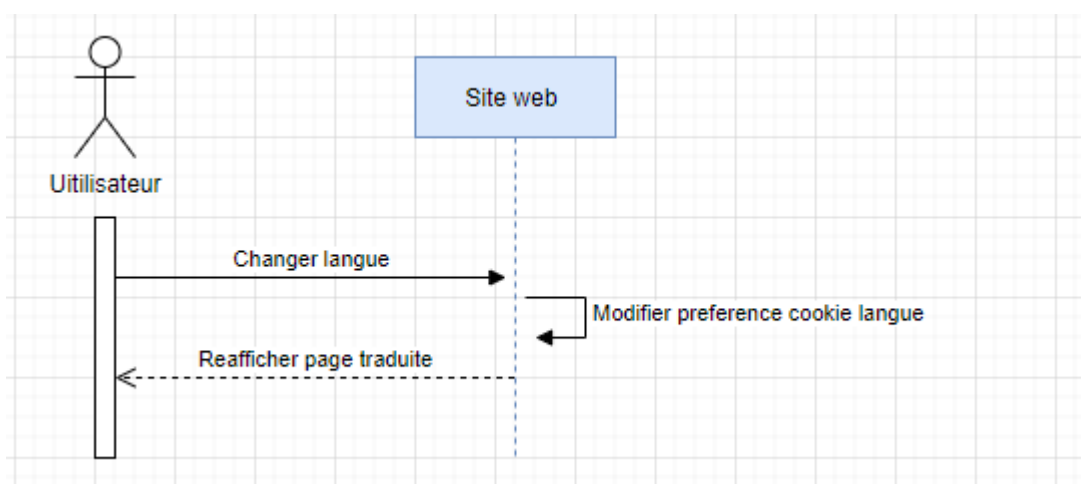 Site web
Uitilisateur
Changer langue
Modifier preference cookie langue
Reafficher page traduite